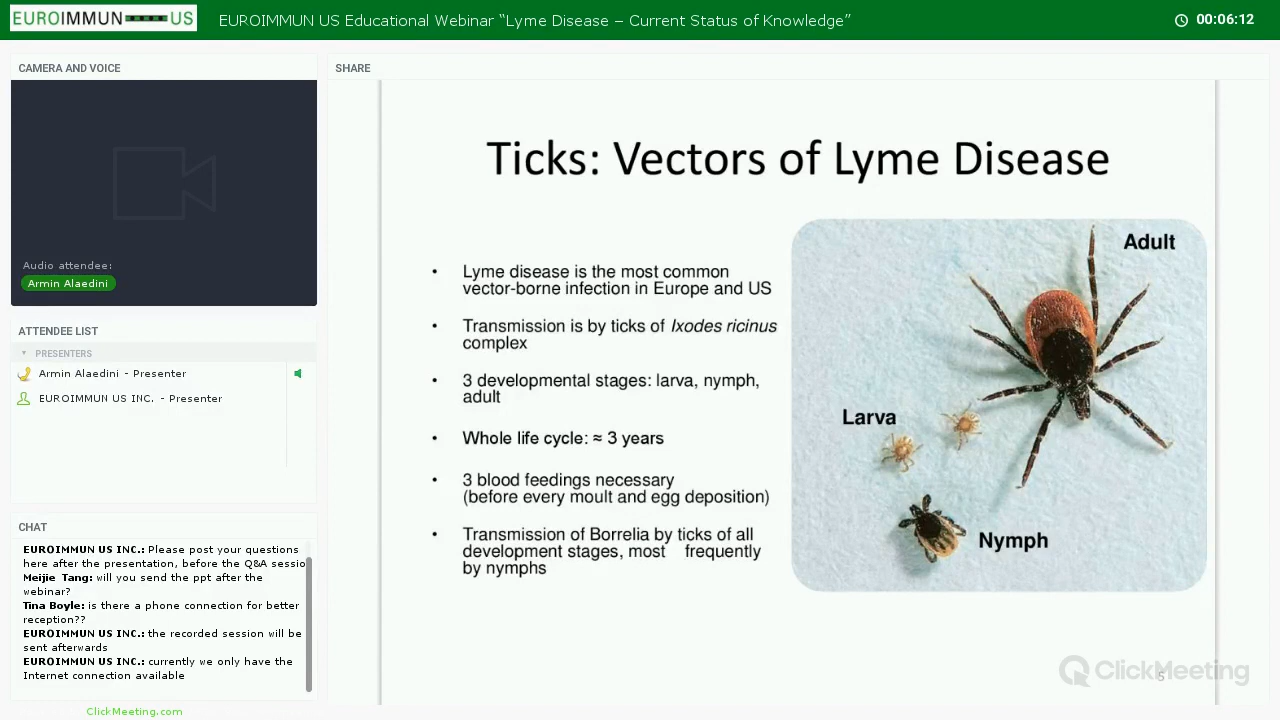 EUROIMMUN US
EUROIMMUN US Educational Webinar “Lyme Disease – Current Status of Knowledge”
00:06:12
CAMERA AND VOICE
Audio attendee:
Armin Alaedini
ATTENDEE LIST
PRESENTERS
Armin Alaedini - Presenter
EUROIMMUN US INC. - Presenter
CHAT
EUROIMMUN US INC.: Please post your questions
here after the presentation, before the Q&A sessio
Meijie Tang: will you send the ppt after the
webinar?
Tina Boyle: is there a phone connection for better
reception??
EUROIMMUN US INC.: the recorded session will be
sent afterwards
EUROIMMUN US INC.: currently we only have the
Internet connection available
ClickMeeting.com
SHARE
Ticks: Vectors of Lyme Disease
• Lyme disease is the most common
vector-borne infection in Europe and US
• Transmission is by ticks of Ixodes ricinus
complex
• 3 developmental stages: larva, nymph,
adult
• Whole life cycle: ≈ 3 years
• 3 blood feedings necessary
(before every moult and egg deposition)
• Transmission of Borrelia by ticks of all
development stages, most frequently
by nymphs
Adult
Larva
Nymph
ClickMeeting
5